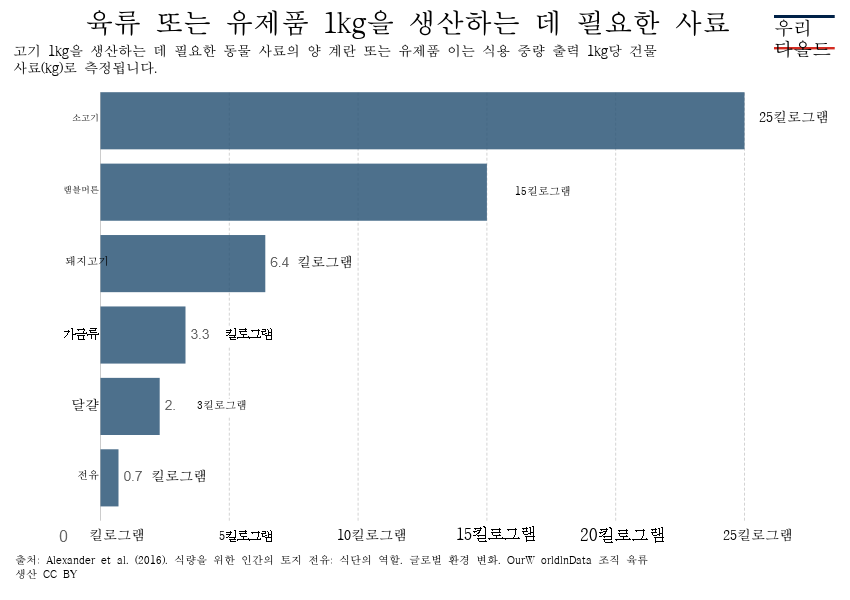 육류 또는 유제품 1kg을 생산하는 데 필요한 사료
우리
다올드
고기 1kg을 생산하는 데 필요한 동물 사료의 양 계란 또는 유제품 이는 식용 중량 출력 1kg당 건물
사료(kg)로 측정됩니다.
소고기
25킬로그램
램블머튼
15킬로그램
돼지고기
6.4 킬로그램
가금류
3.3 킬로그램
달걀
2. 3킬로그램
전유
0.7 킬로그램
0 킬로그램 5킬로그램 10킬로그램 15킬로그램 20킬로그램 25킬로그램
출처: Alexander et al. (2016). 식량을 위한 인간의 토지 전유: 식단의 역할. 글로벌 환경 변화. OurW orldInData 조직 육류
생산 CC BY